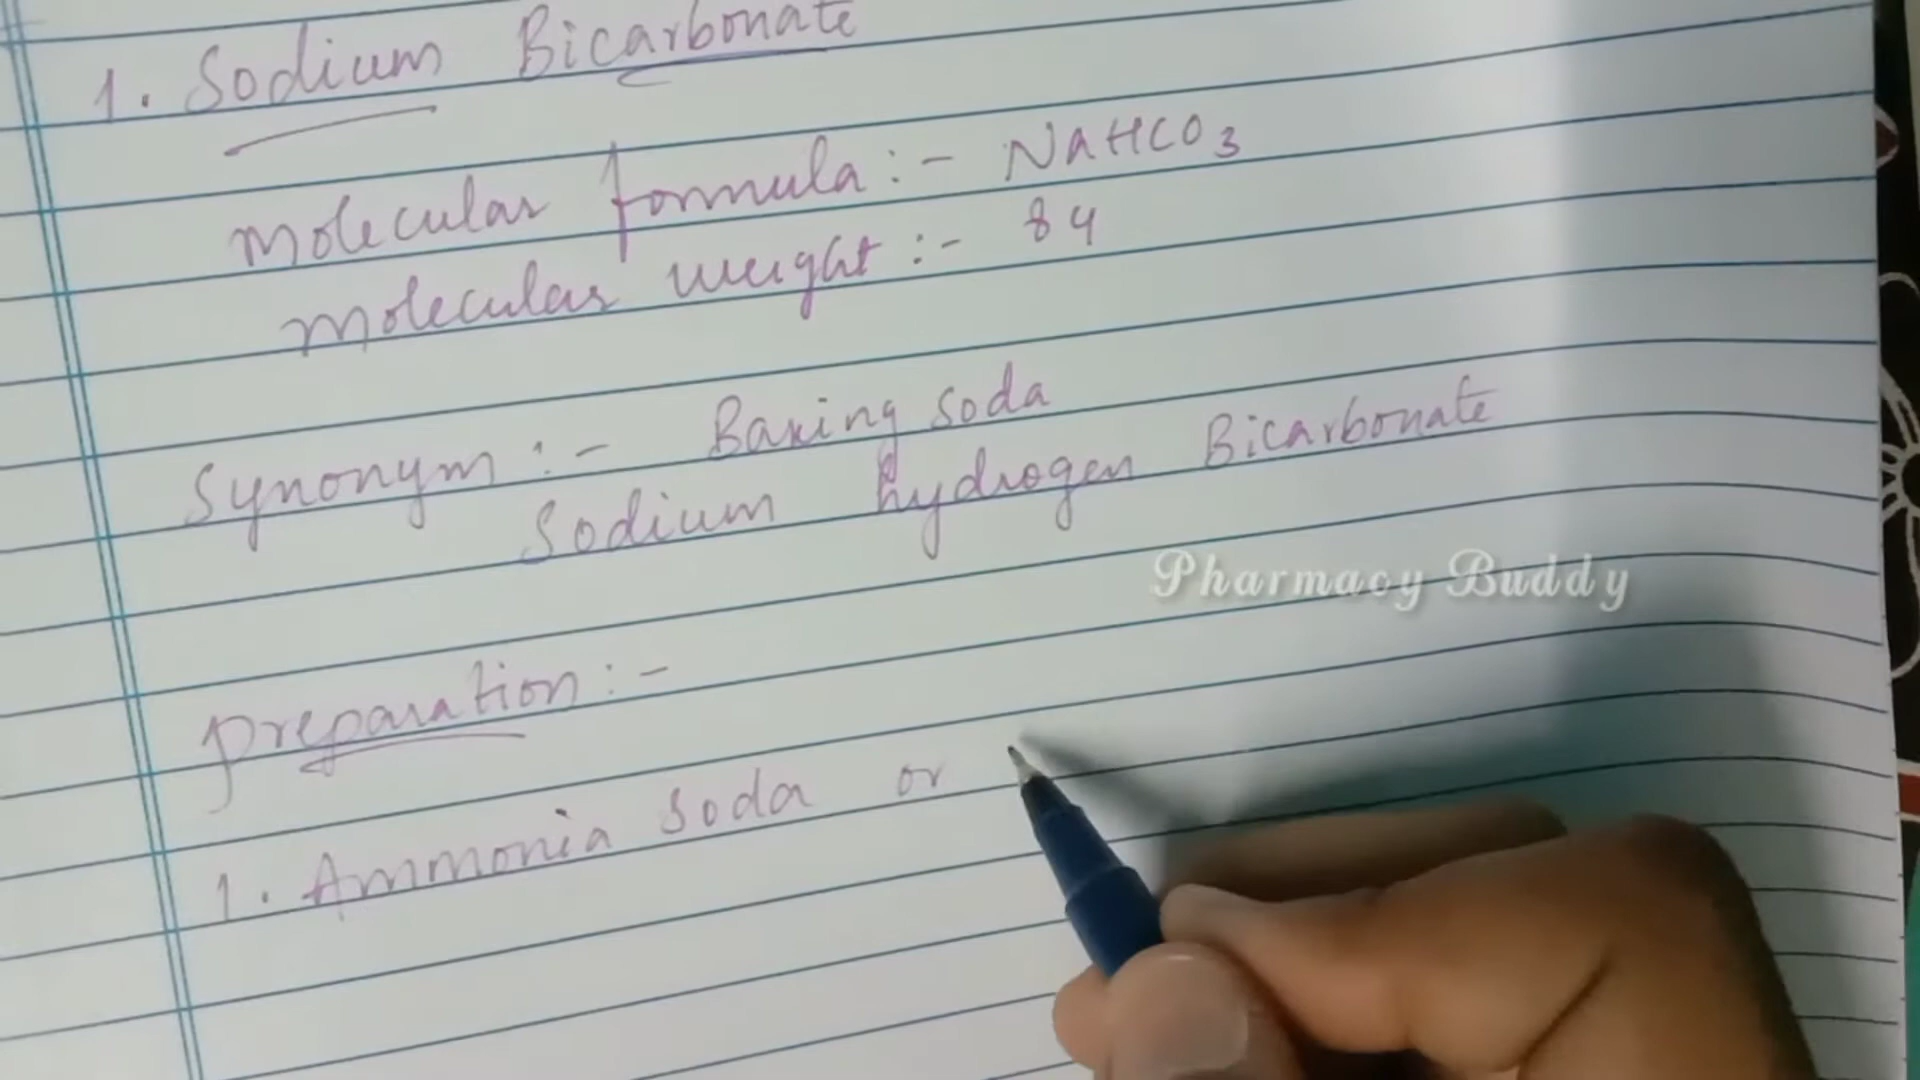 1. Sodium Bicarbonate
Molecular formula :- NaHCO3
Molecular weight :- 84
Synonym :- Baking soda
Sodium hydrogen Bicarbonate
Pharmacy Buddy
Preparation :-
1. Ammonia Soda or